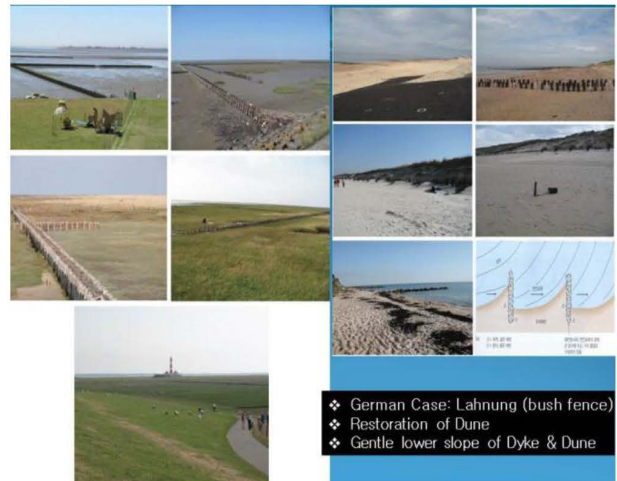 ❖ German Case: Lahnung (bush fence)
❖ Restoration of Dune
❖ Gentle lower slope of Dyke & Dune